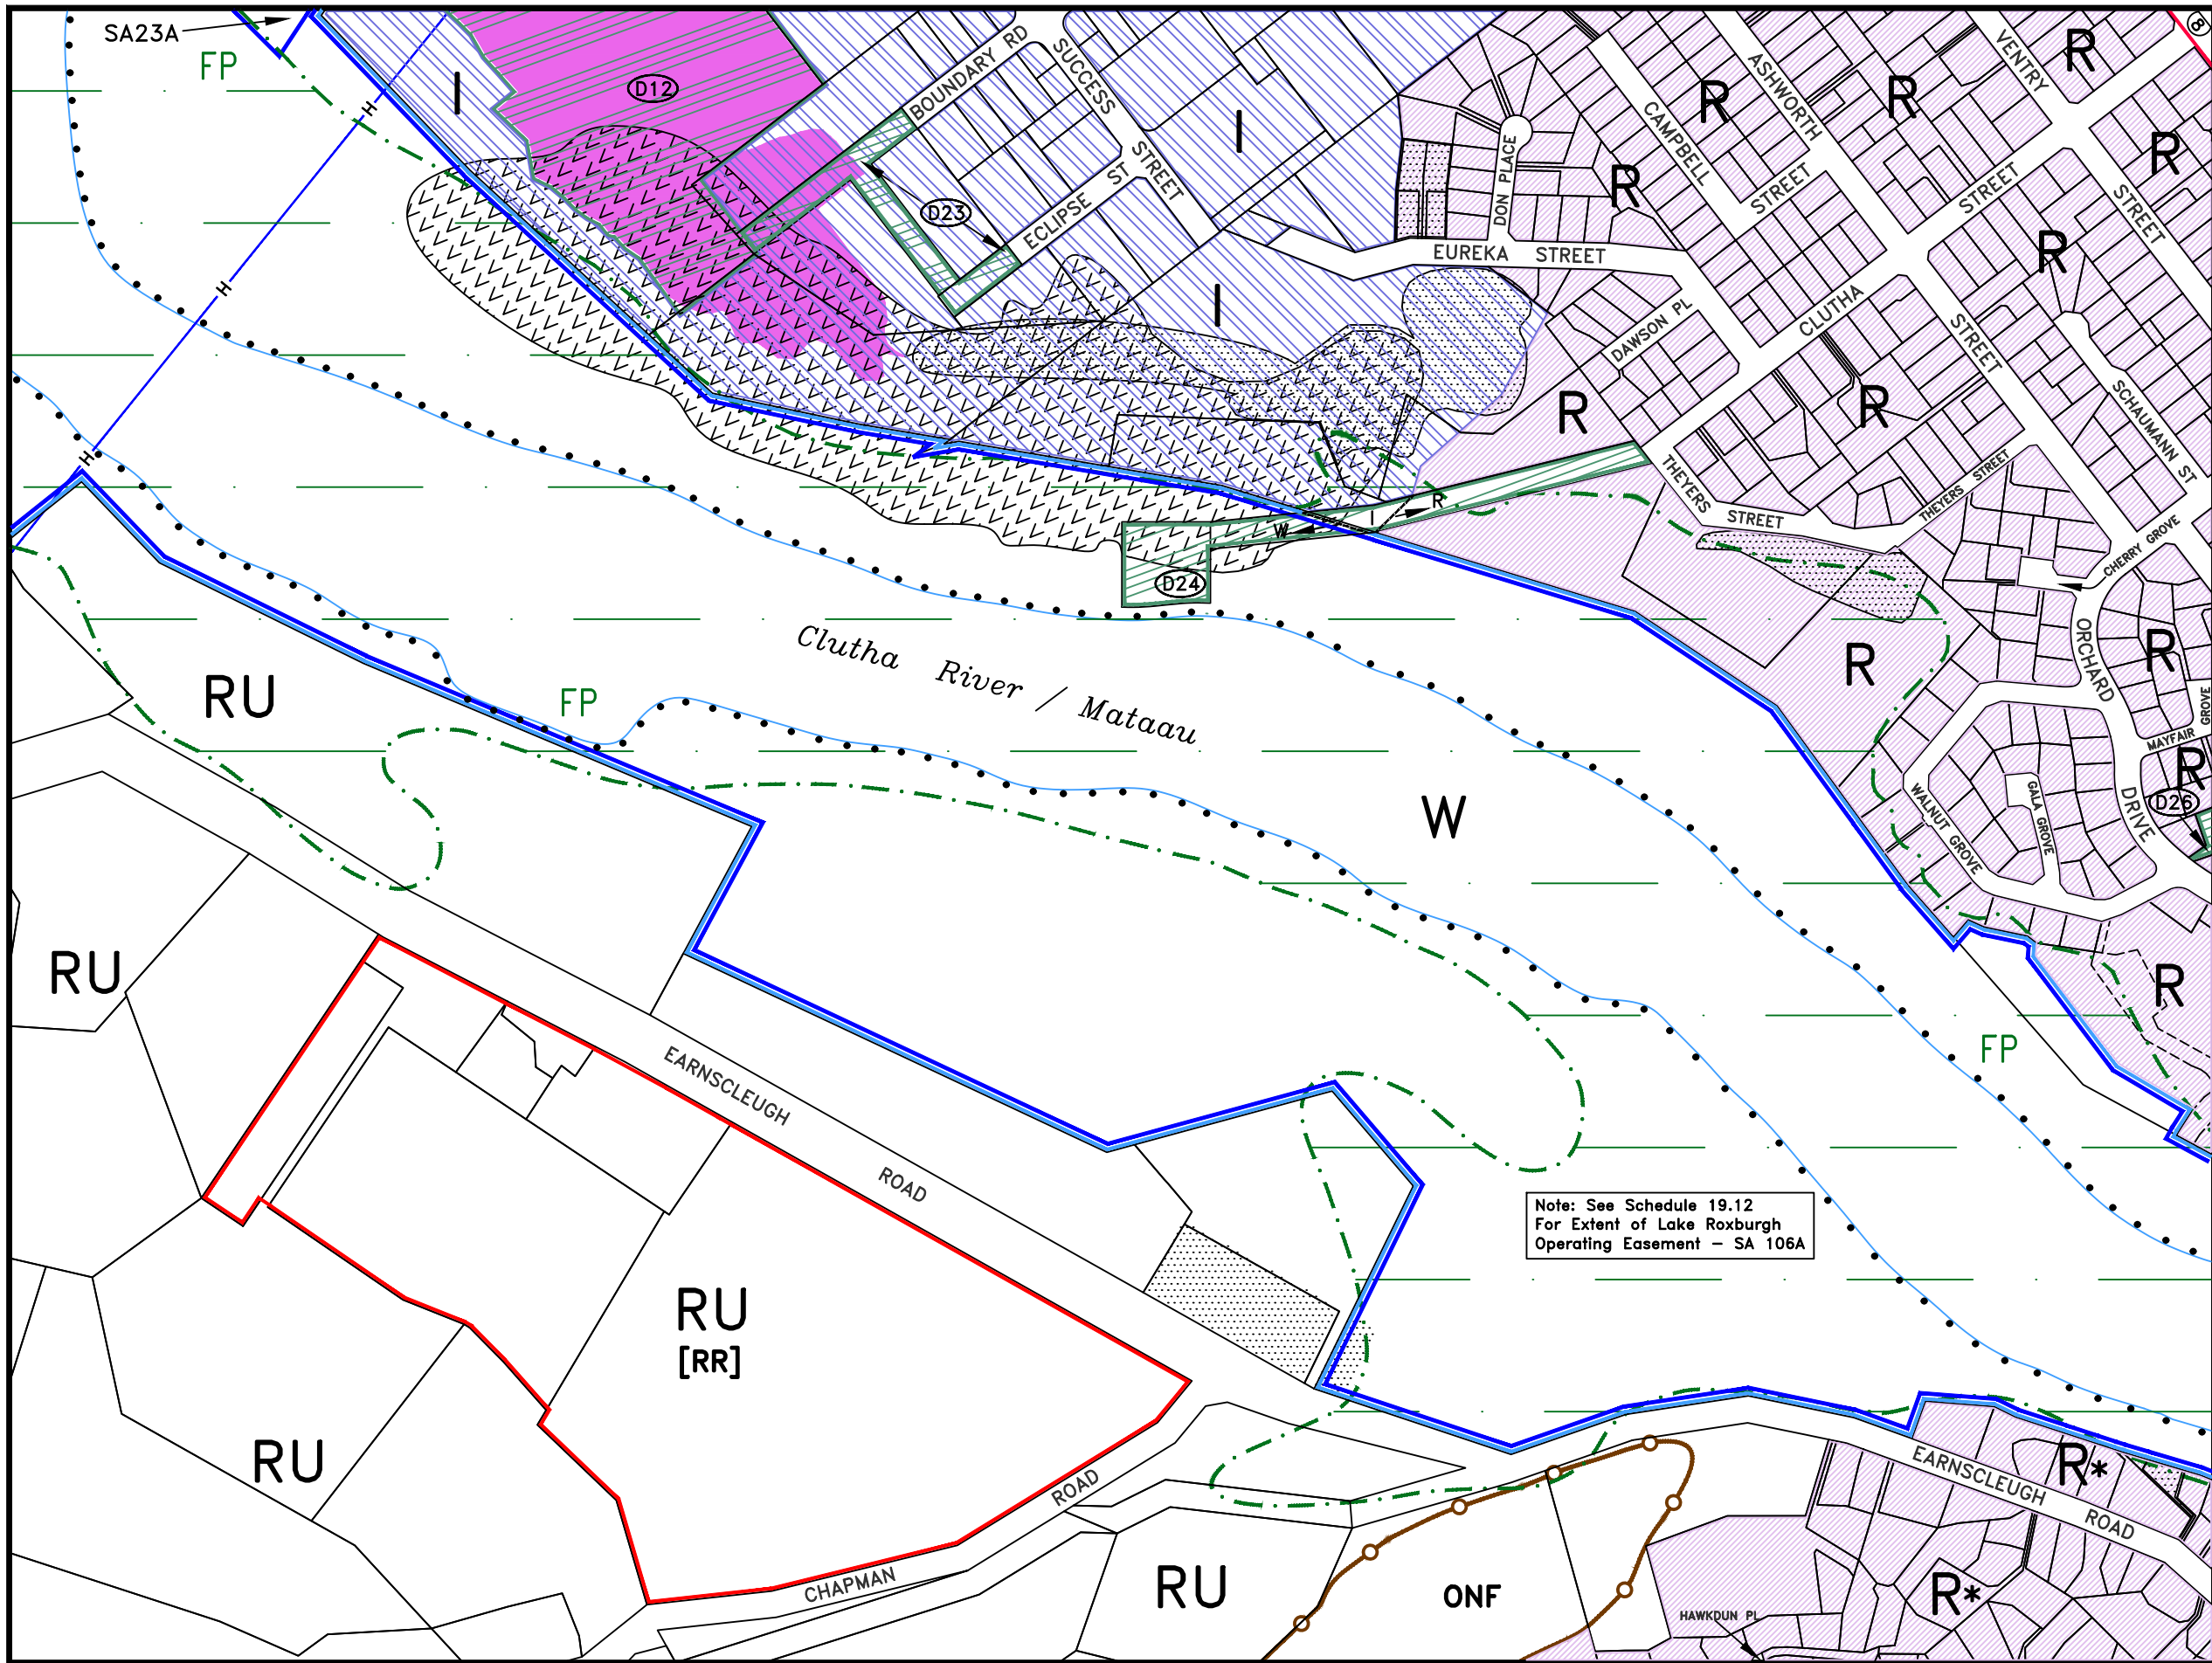 SA23A
FP
I
D12
BOUNDARY RD
SUCCESS
STREET
I
D23
ECLIPSE ST
I
DON PLACE
EUREKA STREET
R
R
R
R
R
CAMPBELL
STREET
ASHWORTH
STREET
VENTRY
STREET
8
R
R
CLUTHA
STREET
DAWSON PL
R
R
SCHAUMANN ST
H
H
H
THEYERS
STREET
THEYERS STREET
CHERRY GROVE
W
I
R
D24
Clutha River / Mataau
RU
FP
W
R
ORCHARD
DRIVE
R
GROVE
MAYFAIR
R
D26
WALNUT GROVE
GALA GROVE
R
FP
RU
EARNSCLEUGH
ROAD
Note: See Schedule 19.12
For Extent of Lake Roxburgh
Operating Easement – SA 106A
RU
[RR]
RU
ROAD
CHAPMAN
RU
ONF
EARNSCLEUGH
ROAD
R*
R*
HAWKDUN PL